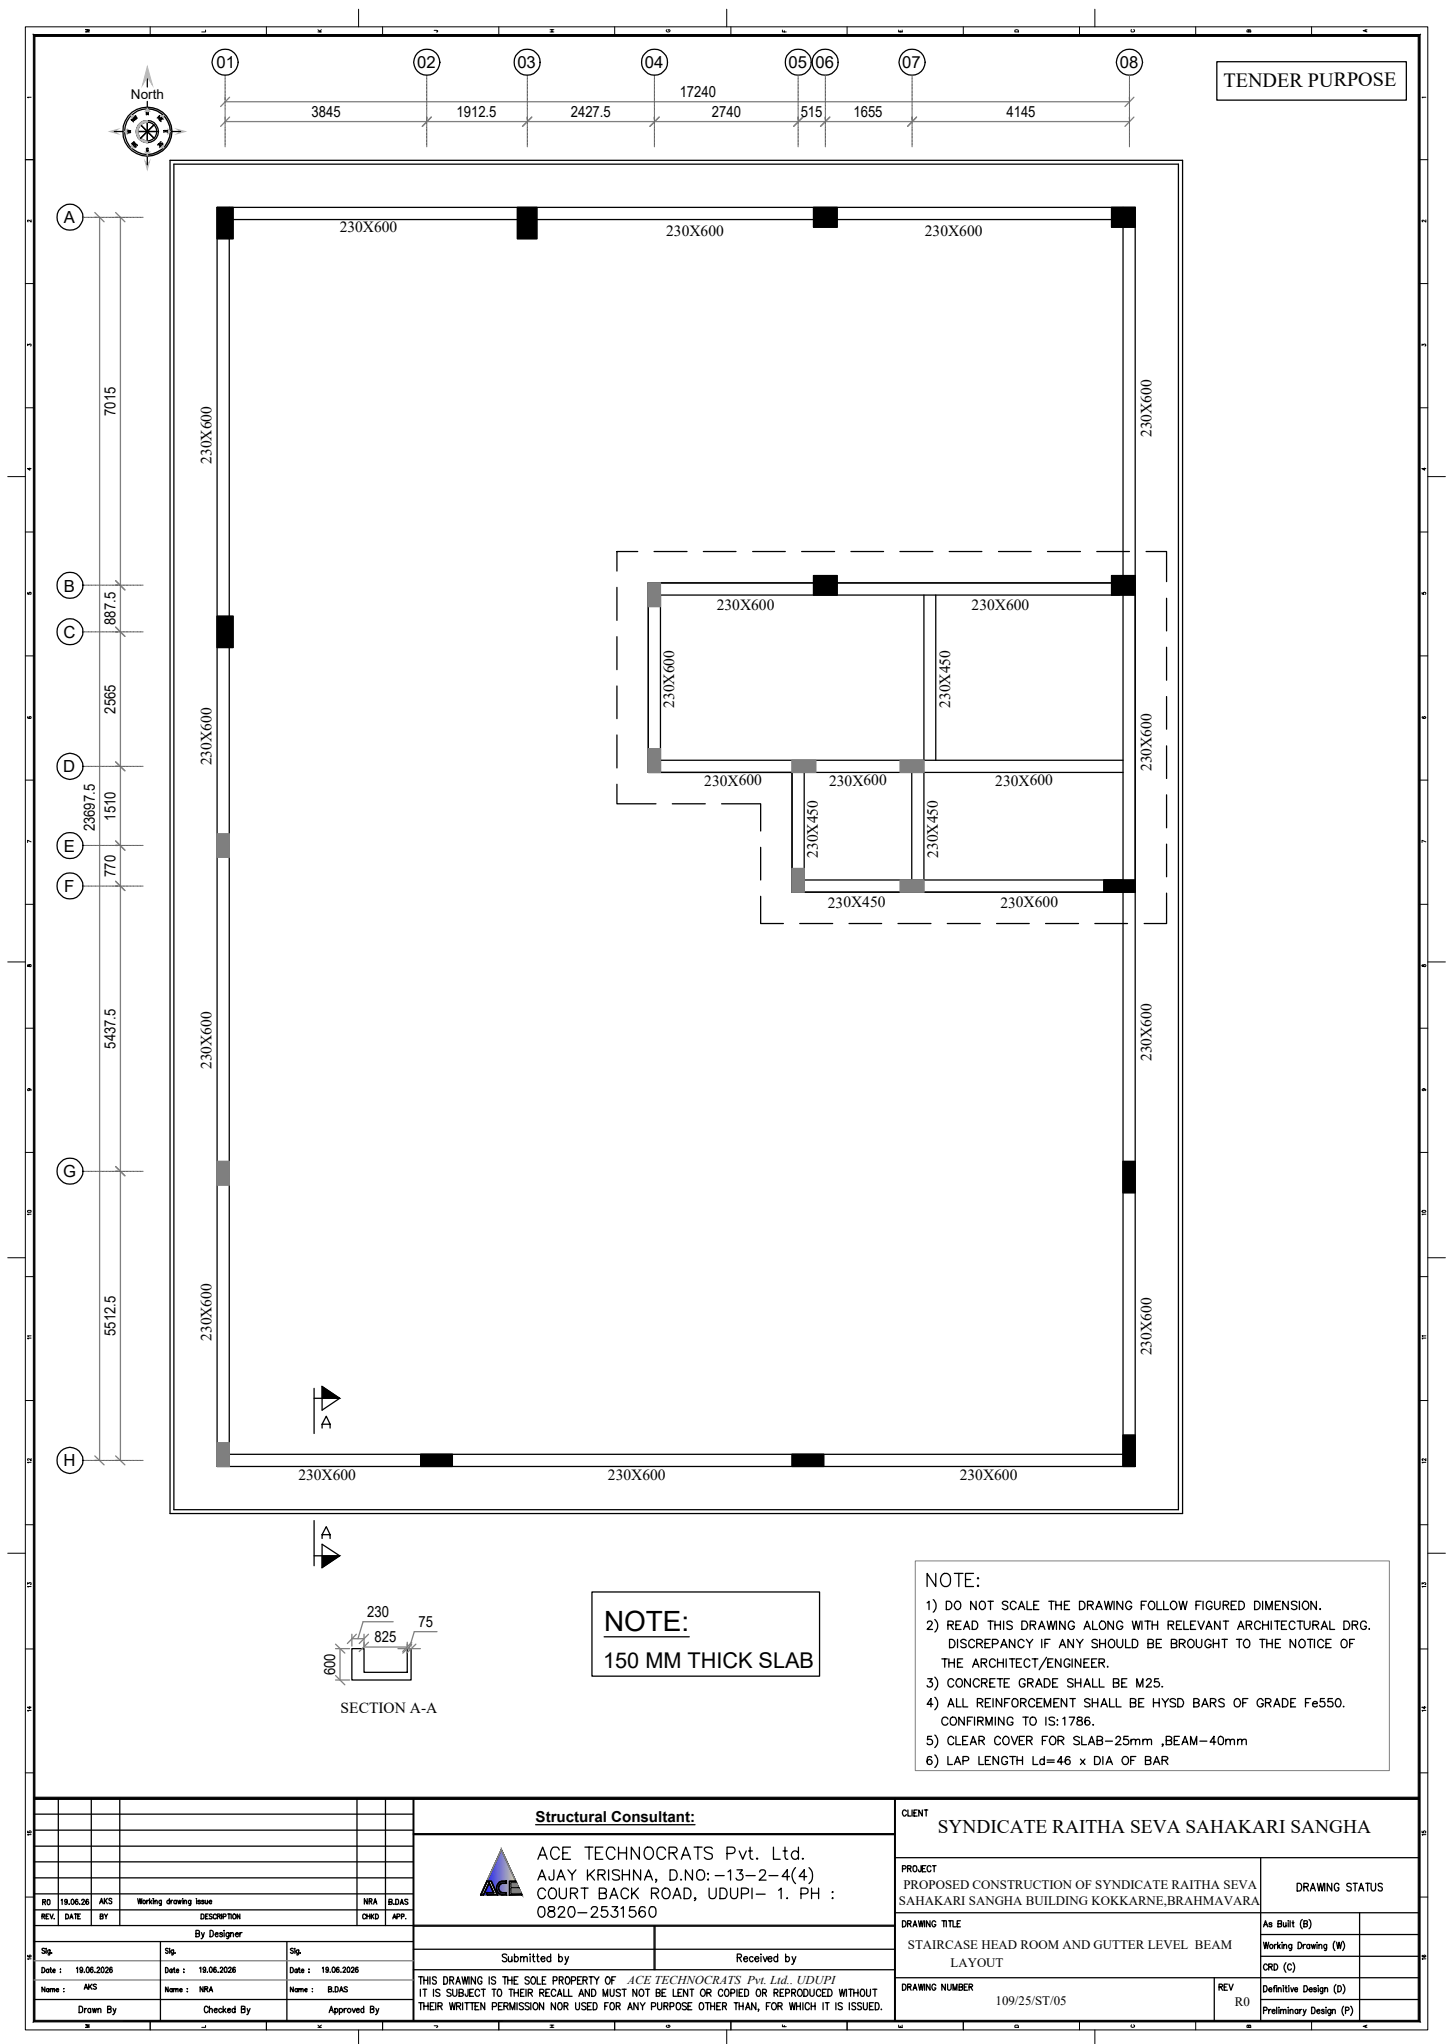 01
02
03
04
05
06
07
08
TENDER PURPOSE
North
17240
3845
1912.5
2427.5
2740
515
1655
4145
A
230X600
230X600
230X600
7015
230X600
230X600
B
887.5
C
230X600
230X600
2565
230X600
230X450
230X600
230X600
D
23697.5
1510
230X600
230X600
230X600
230X450
230X450
E
770
F
230X450
230X600
5437.5
230X600
230X600
G
5512.5
230X600
230X600
A
H
230X600
230X600
230X600
A
230
75
825
600
SECTION A-A
NOTE:
150 MM THICK SLAB
NOTE:
1) DO NOT SCALE THE DRAWING FOLLOW FIGURED DIMENSION.
2) READ THIS DRAWING ALONG WITH RELEVANT ARCHITECTURAL DRG.
DISCREPANCY IF ANY SHOULD BE BROUGHT TO THE NOTICE OF
THE ARCHITECT/ENGINEER.
3) CONCRETE GRADE SHALL BE M25.
4) ALL REINFORCEMENT SHALL BE HYSD BARS OF GRADE Fe550.
CONFIRMING TO IS:1786.
5) CLEAR COVER FOR SLAB-25mm ,BEAM-40mm
6) LAP LENGTH Ld=46 x DIA OF BAR
R0 19.06.26 AKS Working drawing issue NRA B.DAS
REV. DATE BY DESCRIPTION CHKD APP.
By Designer
Sig. Sig. Sig.
Date : 19.06.2026 Date : 19.06.2026 Date : 19.06.2026
Name : AKS Name : NRA Name : B.DAS
Drawn By Checked By Approved By
Structural Consultant:
ACE
ACE TECHNOCRATS Pvt. Ltd.
AJAY KRISHNA, D.NO:-13-2-4(4)
COURT BACK ROAD, UDUPI- 1. PH :
0820-2531560
Submitted by Received by
THIS DRAWING IS THE SOLE PROPERTY OF ACE TECHNOCRATS Pvt. Ltd.. UDUPI
IT IS SUBJECT TO THEIR RECALL AND MUST NOT BE LENT OR COPIED OR REPRODUCED WITHOUT
THEIR WRITTEN PERMISSION NOR USED FOR ANY PURPOSE OTHER THAN, FOR WHICH IT IS ISSUED.
CLIENT
SYNDICATE RAITHA SEVA SAHAKARI SANGHA
PROJECT
PROPOSED CONSTRUCTION OF SYNDICATE RAITHA SEVA
SAHAKARI SANGHA BUILDING KOKKARNE,BRAHMAVARA
DRAWING STATUS
DRAWING TITLE
STAIRCASE HEAD ROOM AND GUTTER LEVEL BEAM
LAYOUT
As Built (B)
Working Drawing (W)
CRD (C)
Definitive Design (D)
Preliminary Design (P)
DRAWING NUMBER
109/25/ST/05
REV
R0